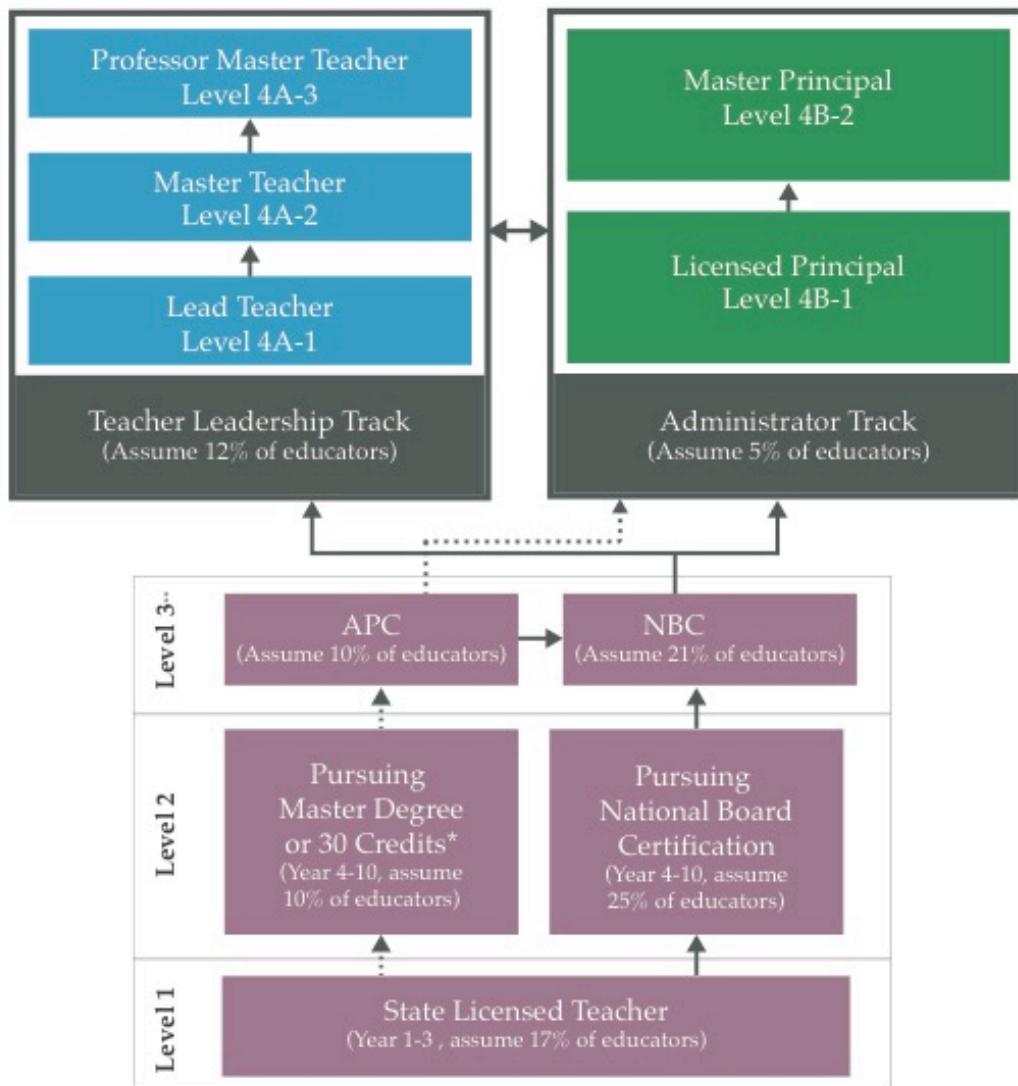 Professor Master Teacher
Level 4A-3
Master Teacher
Level 4A-2
Lead Teacher
Level 4A-1
Teacher Leadership Track
(Assume 12% of educators)
Master Principal
Level 4B-2
Licensed Principal
Level 4B-1
Administrator Track
(Assume 5% of educators)
Level 3··
APC
(Assume 10% of educators)
NBC
(Assume 21% of educators)
Level 2
Pursuing
Master Degree
or 30 Credits*
(Year 4-10, assume
10% of educators)
Pursuing
National Board
Certification
(Year 4-10, assume
25% of educators)
Level 1
State Licensed Teacher
(Year 1-3 , assume 17% of educators)